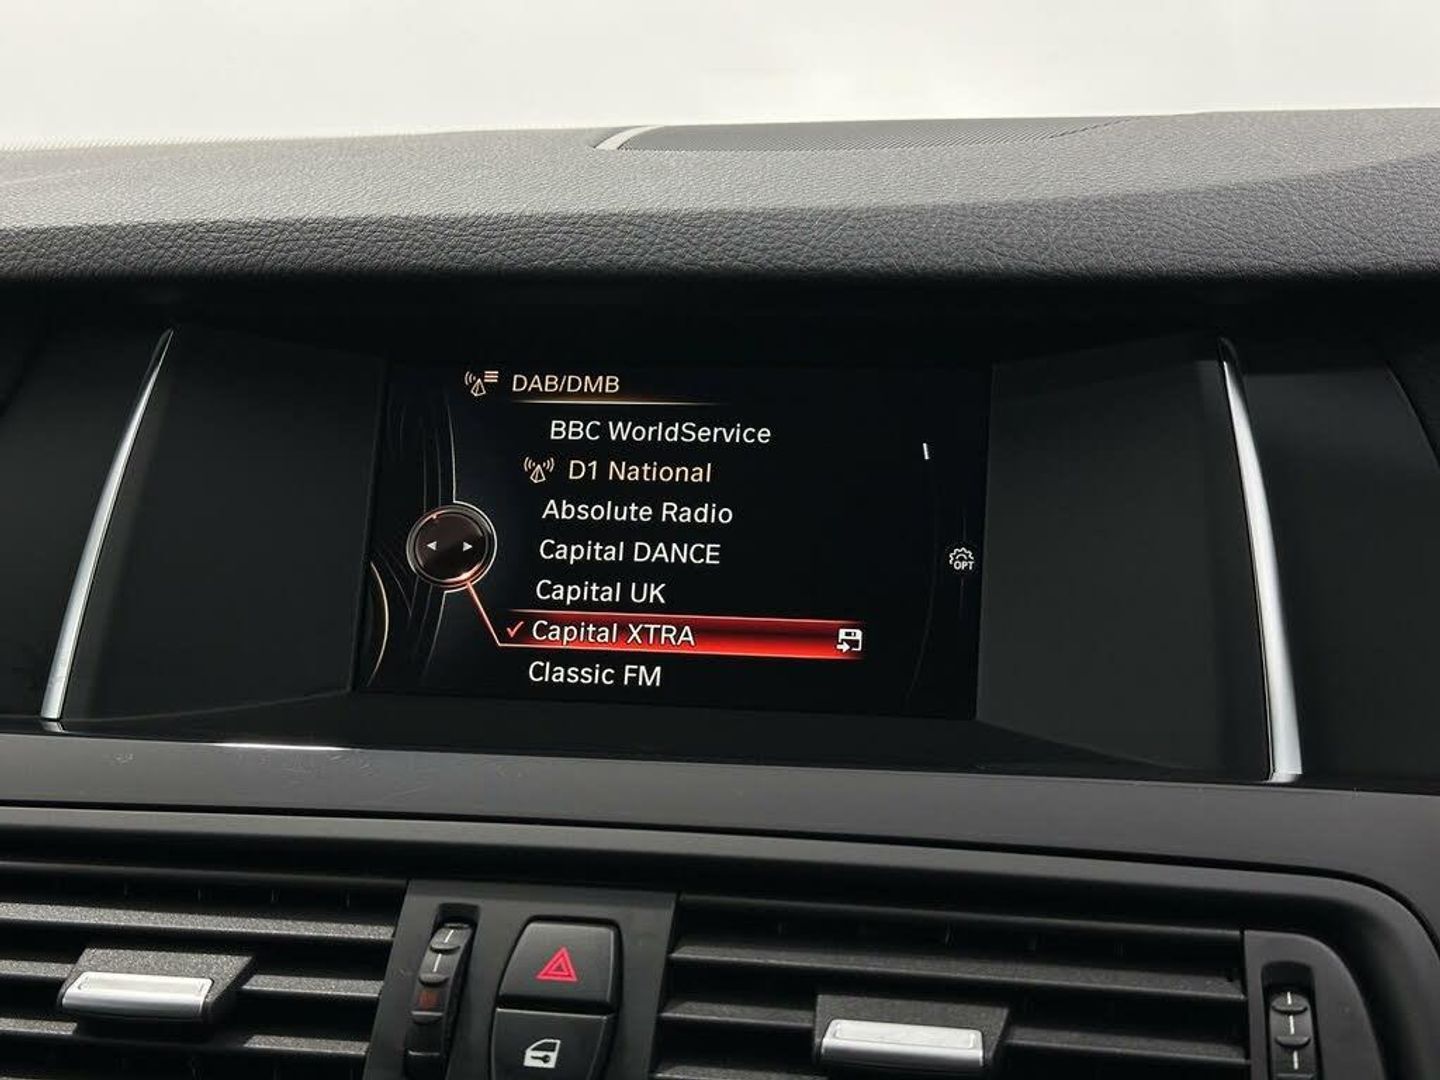 DAB/DMB
BBC WorldService
D1 National
Absolute Radio
Capital DANCE
Capital UK
Capital XTRA
Classic FM
OPT